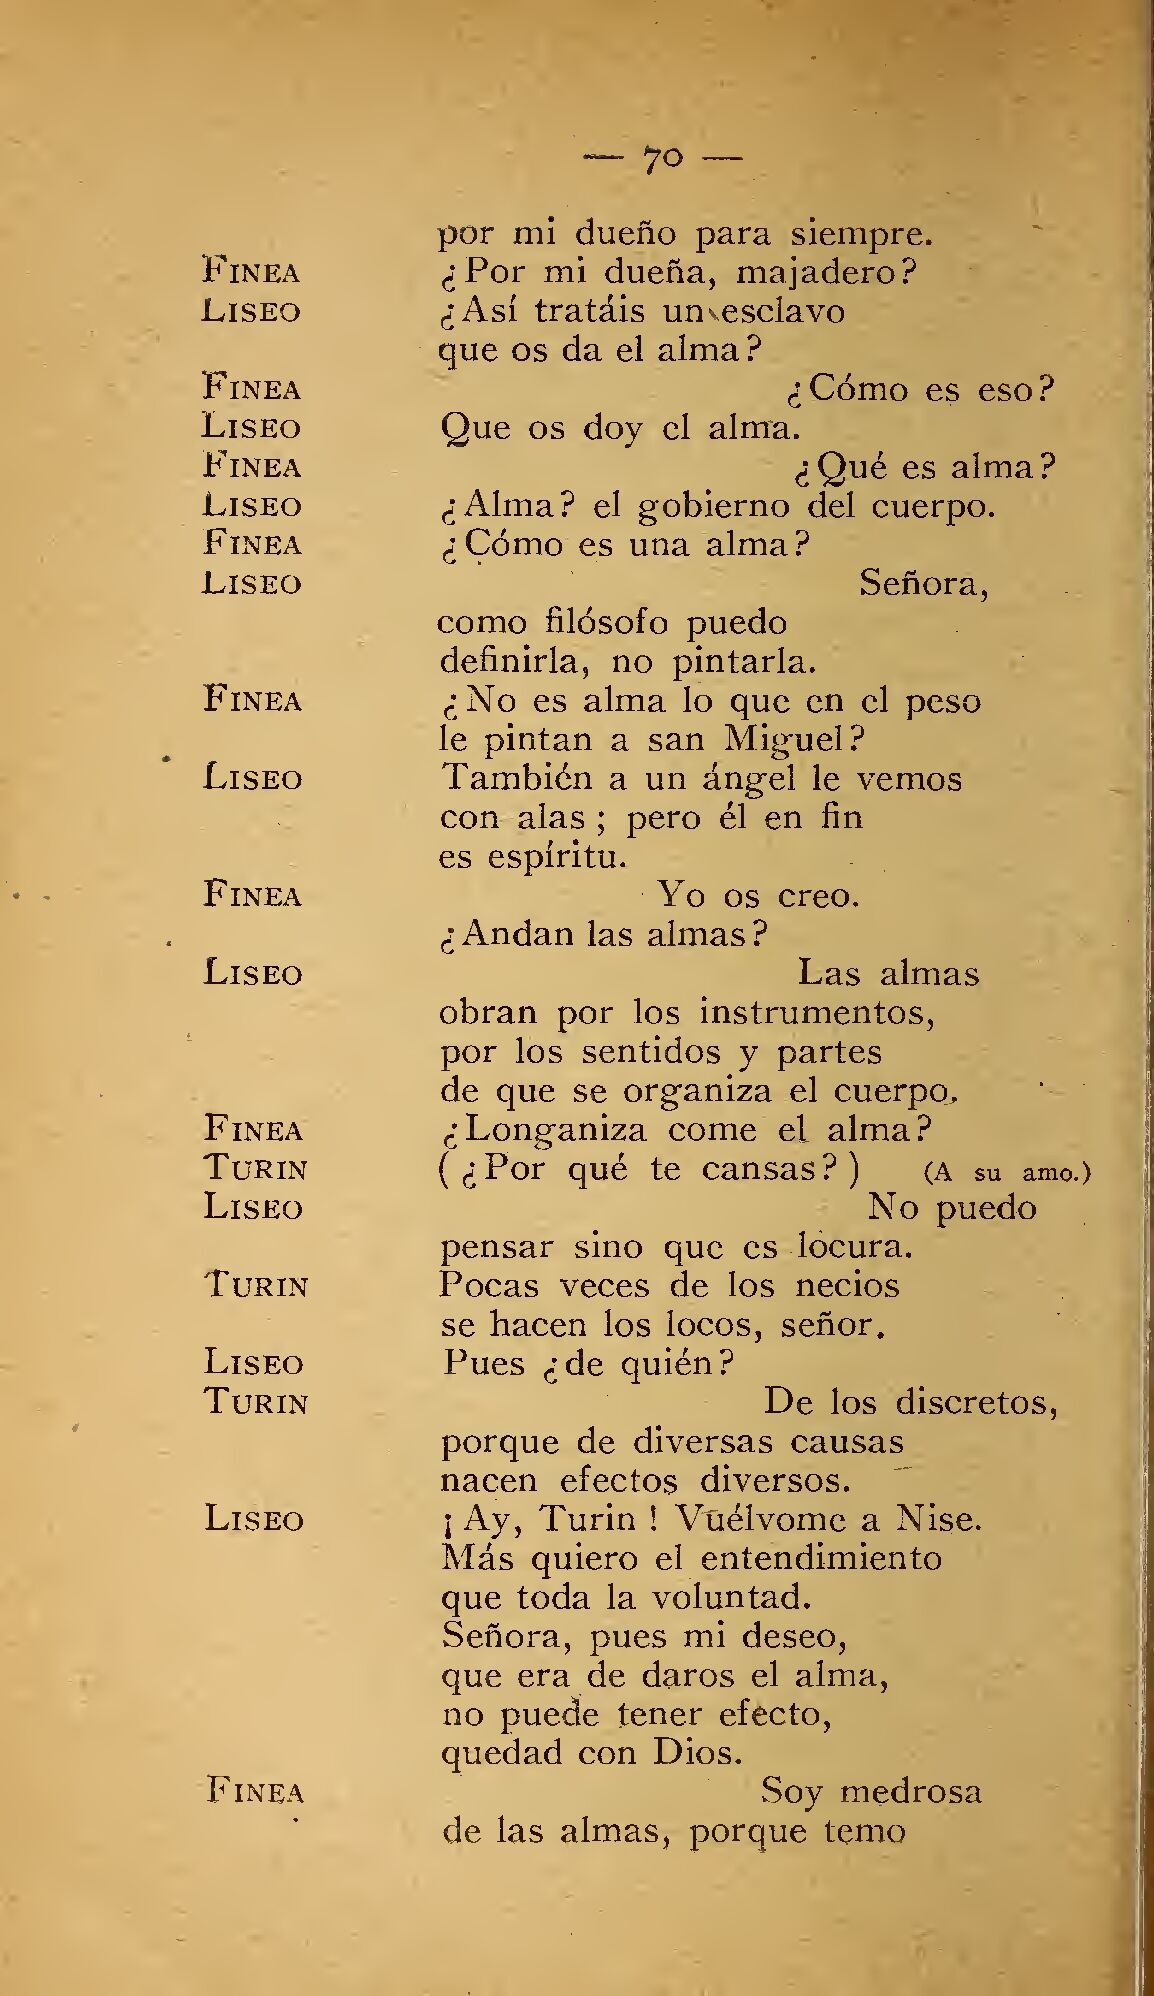 — 70 —
por mi dueño para siempre.
FINEA ¿Por mi dueña, majadero?
LISEO ¿Así tratáis un esclavo
que os da el alma?
FINEA ¿Cómo es eso?
LISEO Que os doy el alma.
FINEA ¿Qué es alma?
LISEO ¿Alma? el gobierno del cuerpo.
FINEA ¿Cómo es una alma?
LISEO Señora,
como filósofo puedo
definirla, no pintarla.
FINEA ¿No es alma lo que en el peso
le pintan a san Miguel?
LISEO También a un ángel le vemos
con alas; pero él en fin
es espíritu.
FINEA Yo os creo.
¿Andan las almas?
LISEO Las almas
obran por los instrumentos,
por los sentidos y partes
de que se organiza el cuerpo.
FINEA ¿Longaniza come el alma?
TURIN (¿Por qué te cansas?) (A su amo.)
LISEO No puedo
pensar sino que es locura.
TURIN Pocas veces de los necios
se hacen los locos, señor.
LISEO Pues ¿de quién?
TURIN De los discretos,
porque de diversas causas
nacen efectos diversos.
LISEO ¡Ay, Turin! Vuélvome a Nise.
Más quiero el entendimiento
que toda la voluntad.
Señora, pues mi deseo,
que era de daros el alma,
no puede tener efecto,
quedad con Dios.
FINEA Soy medrosa
de las almas, porque temo